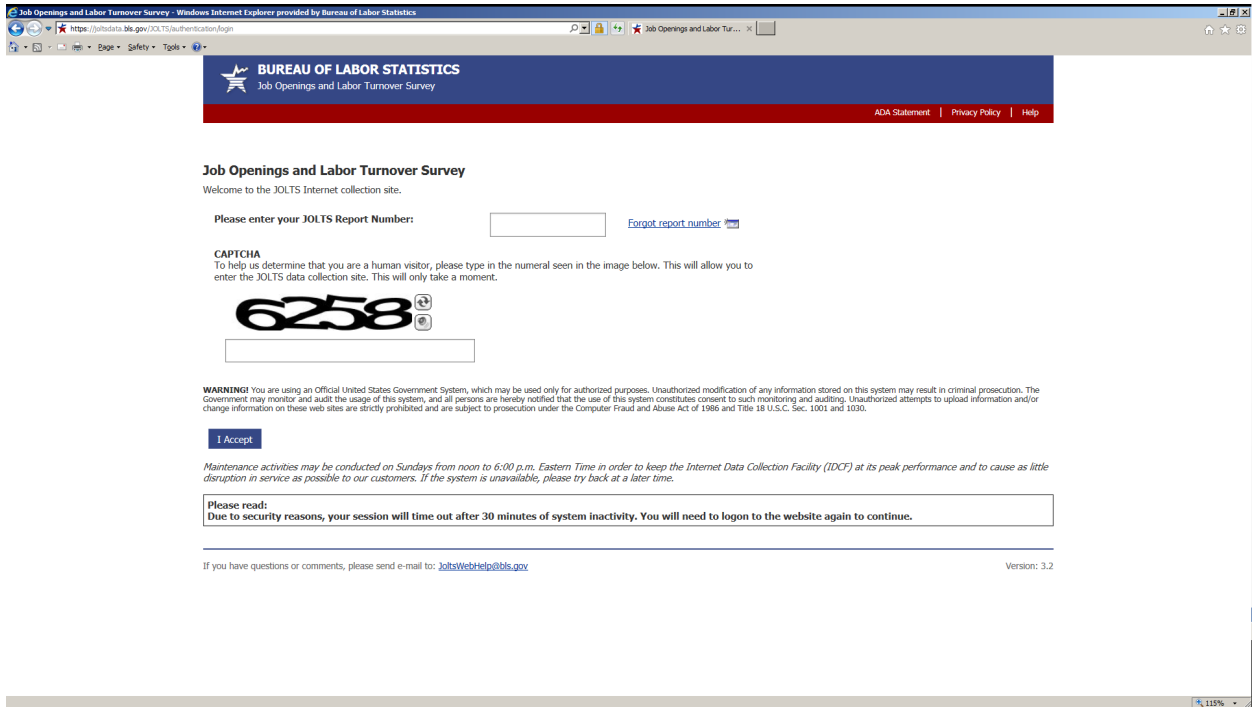 Job Openings and Labor Turnover Survey - Windows Internet Explorer provided by Bureau of Labor Statistics
https://joltsdata.bls.gov/JOLTS/authentication/login
Job Openings and Labor Tur...
Page Safety Tools
BUREAU OF LABOR STATISTICS
Job Openings and Labor Turnover Survey
ADA Statement | Privacy Policy | Help
Job Openings and Labor Turnover Survey
Welcome to the JOLTS Internet collection site.
Please enter your JOLTS Report Number:
Forgot report number
CAPTCHA
To help us determine that you are a human visitor, please type in the numeral seen in the image below. This will allow you to
enter the JOLTS data collection site. This will only take a moment.
6258
WARNING! You are using an Official United States Government System, which may be used only for authorized purposes. Unauthorized modification of any information stored on this system may result in criminal prosecution. The
Government may monitor and audit the usage of this system, and all persons are hereby notified that the use of this system constitutes consent to such monitoring and auditing. Unauthorized attempts to upload information and/or
change information on these web sites are strictly prohibited and are subject to prosecution under the Computer Fraud and Abuse Act of 1986 and Title 18 U.S.C. Sec. 1001 and 1030.
I Accept
Maintenance activities may be conducted on Sundays from noon to 6:00 p.m. Eastern Time in order to keep the Internet Data Collection Facility (IDCF) at its peak performance and to cause as little
disruption in service as possible to our customers. If the system is unavailable, please try back at a later time.
Please read:
Due to security reasons, your session will time out after 30 minutes of system inactivity. You will need to logon to the website again to continue.
If you have questions or comments, please send e-mail to: JoltsWebHelp@bls.gov
Version: 3.2
115%